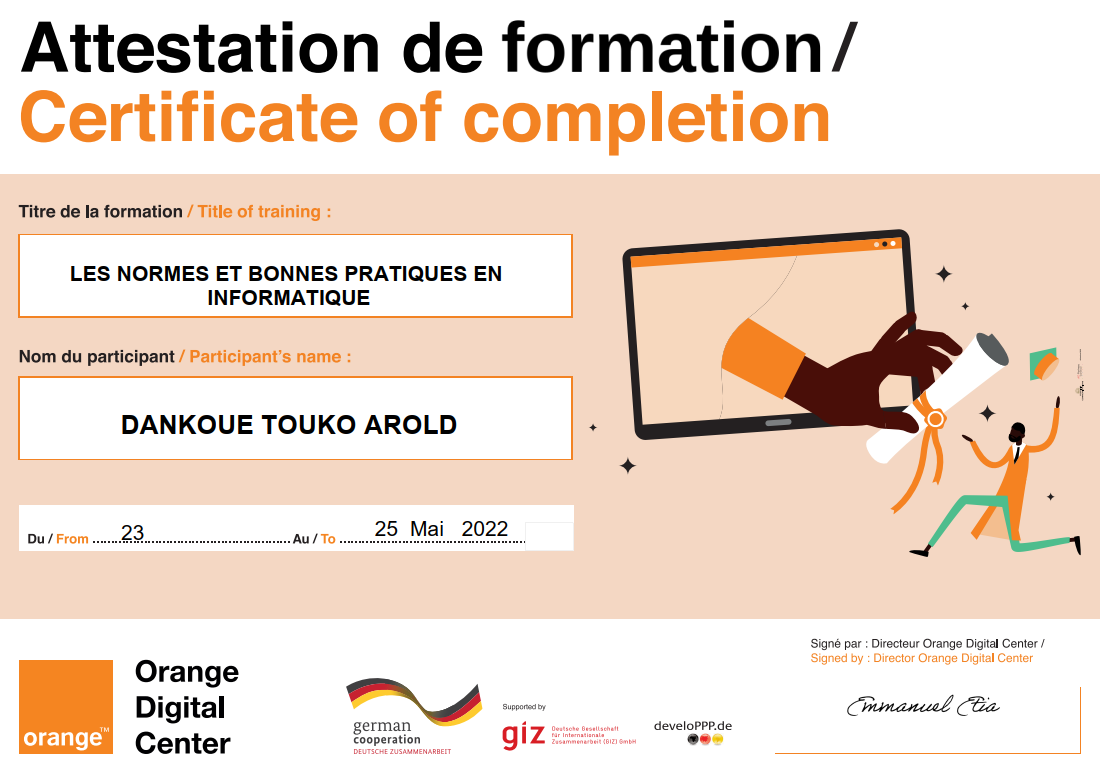 Attestation de formation/
Certificate of completion
Titre de la formation / Title of training :
LES NORMES ET BONNES PRATIQUES EN
INFORMATIQUE
Nom du participant / Participant's name :
DANKOUE TOUKO AROLD
Du / From 23 Au / To 25 Mai 2022
Signé par : Directeur Orange Digital Center /
Signed by : Director Orange Digital Center
Emmanuel Etia
orange™
Orange
Digital
Center
german
cooperation
DEUTSCHE ZUSAMMENARBEIT
Supported by
giz
Deutsche Gesellschaft
für Internationale
Zusammenarbeit (GIZ) GmbH
develoPPP.de